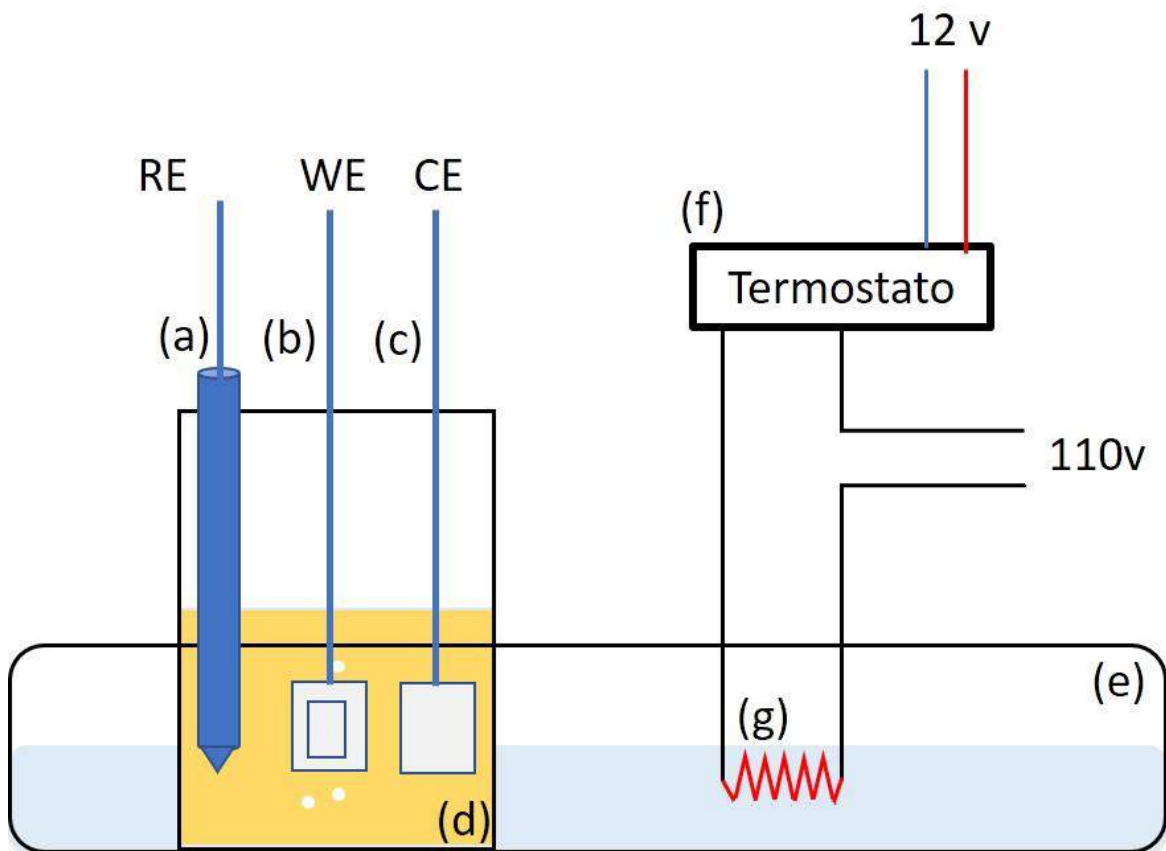 12 v
RE WE CE
(f)
Termostato
(a) (b) (c)
110v
(e)
(g)
(d)